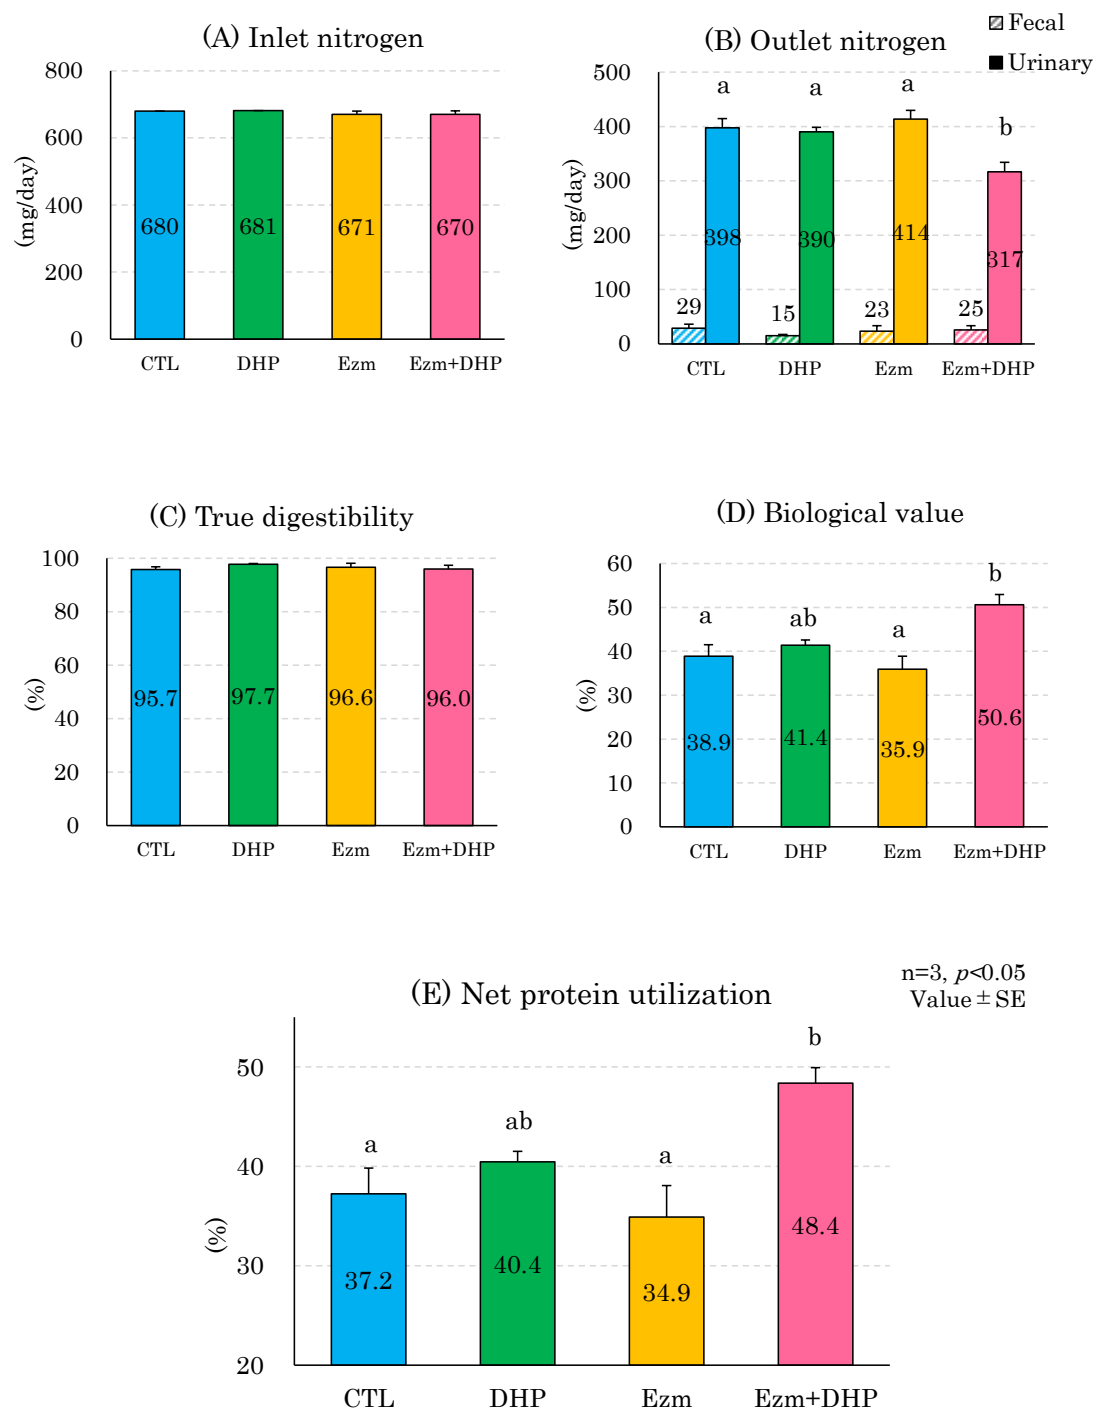 (A) Inlet nitrogen
800
600
400
200
0
(mg/day)
680
681
671
670
CTL
DHP
Ezm
Ezm+DHP
(B) Outlet nitrogen
Fecal
Urinary
500
400
300
200
100
0
(mg/day)
a
a
a
b
29
398
15
390
23
414
25
317
CTL
DHP
Ezm
Ezm+DHP
(C) True digestibility
100
80
60
40
20
0
(%)
95.7
97.7
96.6
96.0
CTL
DHP
Ezm
Ezm+DHP
(D) Biological value
60
50
40
30
20
10
0
(%)
a
ab
a
b
38.9
41.4
35.9
50.6
CTL
DHP
Ezm
Ezm+DHP
(E) Net protein utilization
n=3, p<0.05
Value ± SE
50
40
30
20
(%)
a
ab
a
b
37.2
40.4
34.9
48.4
CTL
DHP
Ezm
Ezm+DHP